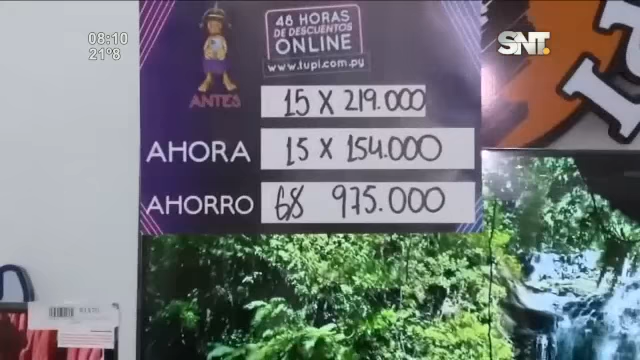 08:10
21°8
SNT.
48 HORAS
DE DESCUENTOS
ONLINE
www.tupi.com.py
ANTES
15 X 219.000
AHORA 15 X 154.000
AHORRO G$ 975.000